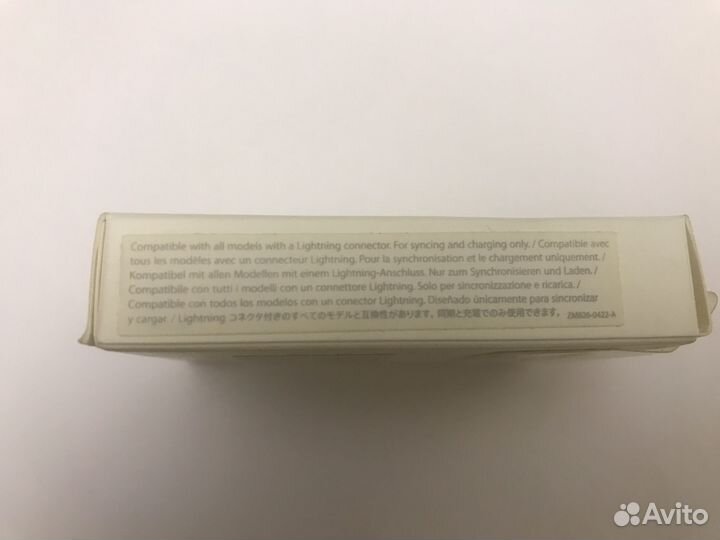 Compatible with all models with a Lightning connector. For syncing and charging only. / Compatible avec
tous les modèles avec un connecteur Lightning. Pour la synchronisation et le chargement uniquement. /
Kompatibel mit allen Modellen mit einem Lightning-Anschluss. Nur zum Synchronisieren und Laden. /
Compatibile con tutti i modelli con un connettore Lightning. Solo per sincronizzazione e ricarica. /
Compatible con todos los modelos con un conector Lightning. Diseñado únicamente para sincronizar
y cargar. / Lightning コネクタ付きのすべてのモデルと互換性があります。同期と充電でのみ使用できます。 ZM606-0422-A
Avito